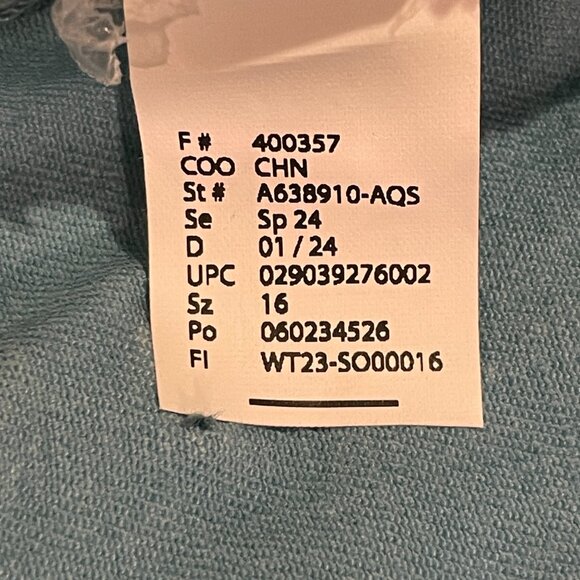 F # 400357
COO CHN
St # A638910-AQS
Se Sp 24
D 01 / 24
UPC 029039276002
Sz 16
Po 060234526
FI WT23-SO00016